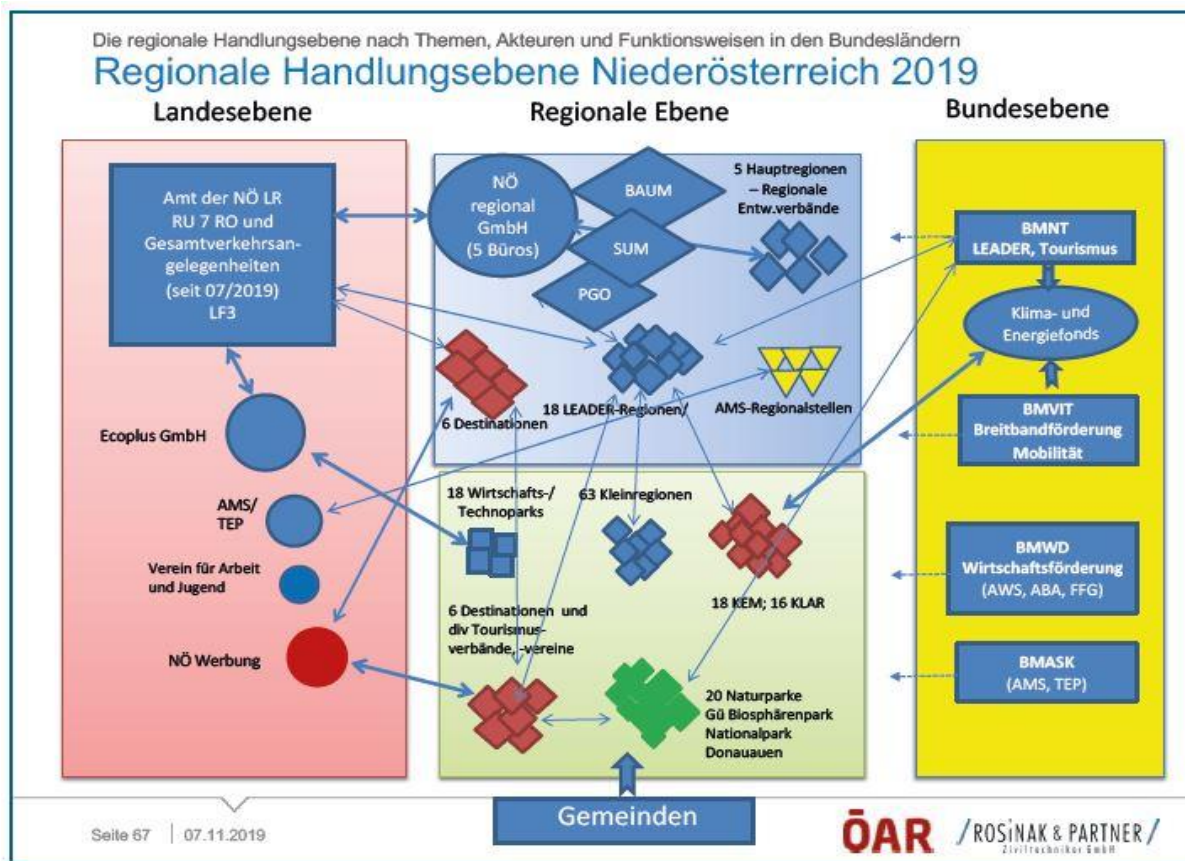 Die regionale Handlungsebene nach Themen, Akteuren und Funktionsweisen in den Bundesländern
Regionale Handlungsebene Niederösterreich 2019
Landesebene
Regionale Ebene
Bundesebene
Amt der NÖ LR
RU 7 RO und
Gesamtverkehrsan-
gelegenheiten
(seit 07/2019)
LF3
Ecoplus GmbH
AMS/
TEP
Verein für Arbeit
und Jugend
NÖ Werbung
NÖ
regional
GmbH
(5 Büros)
BAUM
SUM
PGO
5 Hauptregionen
– Regionale
Entw.verbände
6 Destinationen
18 LEADER-Regionen/
AMS-Regionalstellen
18 Wirtschafts-/
Technoparks
63 Kleinregionen
18 KEM; 16 KLAR
6 Destinationen und
div Tourismus-
verbände, -vereine
20 Naturparke
Gü Biosphärenpark
Nationalpark
Donauauen
BMNT
LEADER, Tourismus
Klima- und
Energiefonds
BMVIT
Breitbandförderung
Mobilität
BMWD
Wirtschaftsförderung
(AWS, ABA, FFG)
BMASK
(AMS, TEP)
Gemeinden
Seite 67 | 07.11.2019
ÖAR
/ROSiNAK & PARTNER/
Ziviltechniker GmbH